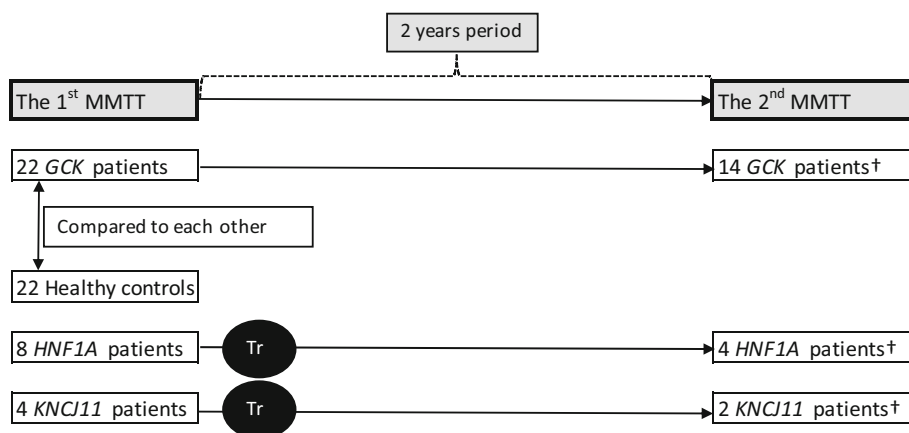 2 years period
The 1st MMTT The 2nd MMTT
22 GCK patients 14 GCK patients†
Compared to each other
22 Healthy controls
8 HNF1A patients Tr 4 HNF1A patients†
4 KNCJ11 patients Tr 2 KNCJ11 patients†